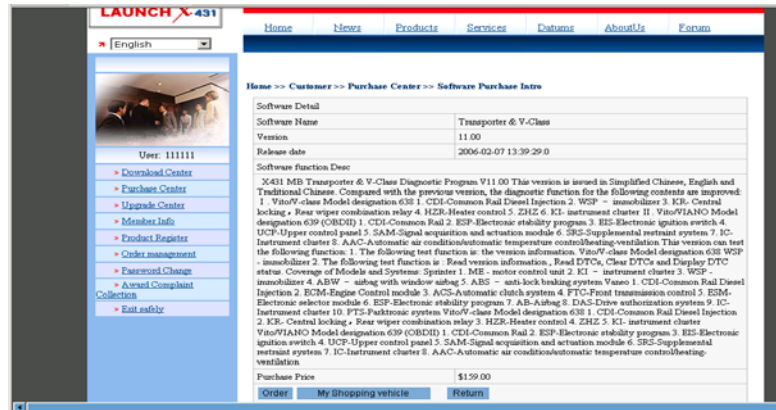 LAUNCH X-431
Home News Products Services Datums AboutUs Forum
English
Home >> Customer >> Purchase Center >> Software Purchase Intro
Software Detail
Software Name Transporter & V-Class
Version 11.00
Release date 2006-02-07 13:39:29.0
Software function Desc
X431 MB Transporter & V-Class Diagnostic Program V11.00 This version is issued in Simplified Chinese, English and
Traditional Chinese. Compared with the previous version, the diagnostic function for the following contents are improved:
I . Vito/V-class Model designation 638 1. CDI-Common Rail Diesel Injection 2. WSP － immobilizer 3. KR- Central
locking，Rear wiper combination relay 4. HZR-Heater control 5. ZHZ 6. KI- instrument cluster II . Vito/VIANO Model
designation 639 (OBDII) 1. CDI-Common Rail 2. ESP-Electronic stability program 3. EIS-Electronic ignition switch 4.
UCP-Upper control panel 5. SAM-Signal acquisition and actuation module 6. SRS-Supplemental restraint system 7. IC-
Instrument cluster 8. AAC-Automatic air condition/automatic temperature control/heating-ventilation This version can test
the following function: 1. The following test function is: the version information. Vito/V-class Model designation 638 WSP
- immobilizer 2. The following test function is : Read version information , Read DTCs, Clear DTCs and Display DTC
status. Coverage of Models and Systems: Sprinter 1. ME - motor control unit 2. KI － instrument cluster 3. WSP -
immobilizer 4. ABW － airbag with window airbag 5. ABS － anti-lock braking system Vaneo 1. CDI-Common Rail Diesel
Injection 2. ECM-Engine Control module 3. ACS-Automatic clutch system 4. FTC-Front transmission control 5. ESM-
Electronic selector module 6. ESP-Electronic stability program 7. AB-Airbag 8. DAS-Drive authorization system 9. IC-
Instrument cluster 10. PTS-Parktronic system Vito/V-class Model designation 638 1. CDI-Common Rail Diesel Injection
2. KR- Central locking，Rear wiper combination relay 3. HZR-Heater control 4. ZHZ 5. KI- instrument cluster
Vito/VIANO Model designation 639 (OBDII) 1. CDI-Common Rail 2. ESP-Electronic stability program 3. EIS-Electronic
ignition switch 4. UCP-Upper control panel 5. SAM-Signal acquisition and actuation module 6. SRS-Supplemental
restraint system 7. IC-Instrument cluster 8. AAC-Automatic air condition/automatic temperature control/heating-
ventilation
Purchase Price $159.00
Order My Shopping vehicle Return
User: 111111
» Download Center
» Purchase Center
» Upgrade Center
» Member Info
» Product Register
» Order management
» Password Change
» Award Complaint
Collection
» Exit safely